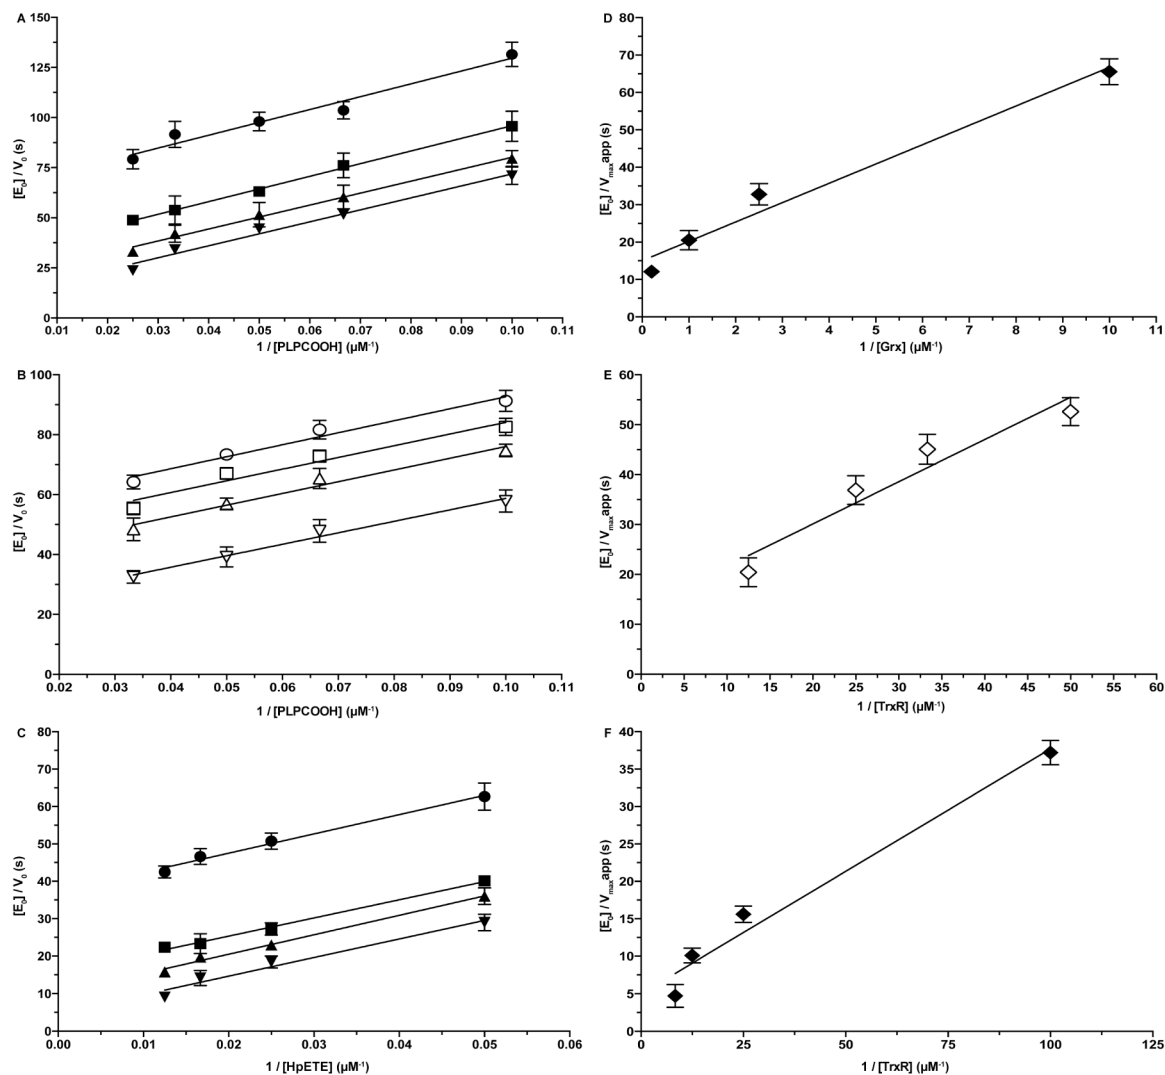 A
150
125
100
75
50
25
0
[E₀] / V₀ (s)
0.01 0.02 0.03 0.04 0.05 0.06 0.07 0.08 0.09 0.10 0.11
1 / [PLPCOOH] (µM⁻¹)
D
80
70
60
50
40
30
20
10
0
[E₀] / Vₘₐₓapp (s)
0 1 2 3 4 5 6 7 8 9 10 11
1 / [Grx] (µM⁻¹)
B
100
80
60
40
20
0
[E₀] / V₀ (s)
0.02 0.03 0.04 0.05 0.06 0.07 0.08 0.09 0.10 0.11
1 / [PLPCOOH] (µM⁻¹)
E
60
50
40
30
20
10
0
[E₀] / Vₘₐₓapp (s)
0 5 10 15 20 25 30 35 40 45 50 55 60
1 / [TrxR] (µM⁻¹)
C
80
70
60
50
40
30
20
10
0
[E₀] / V₀ (s)
0.00 0.01 0.02 0.03 0.04 0.05 0.06
1 / [HpETE] (µM⁻¹)
F
40
35
30
25
20
15
10
5
0
[E₀] / Vₘₐₓapp (s)
0 25 50 75 100 125
1 / [TrxR] (µM⁻¹)